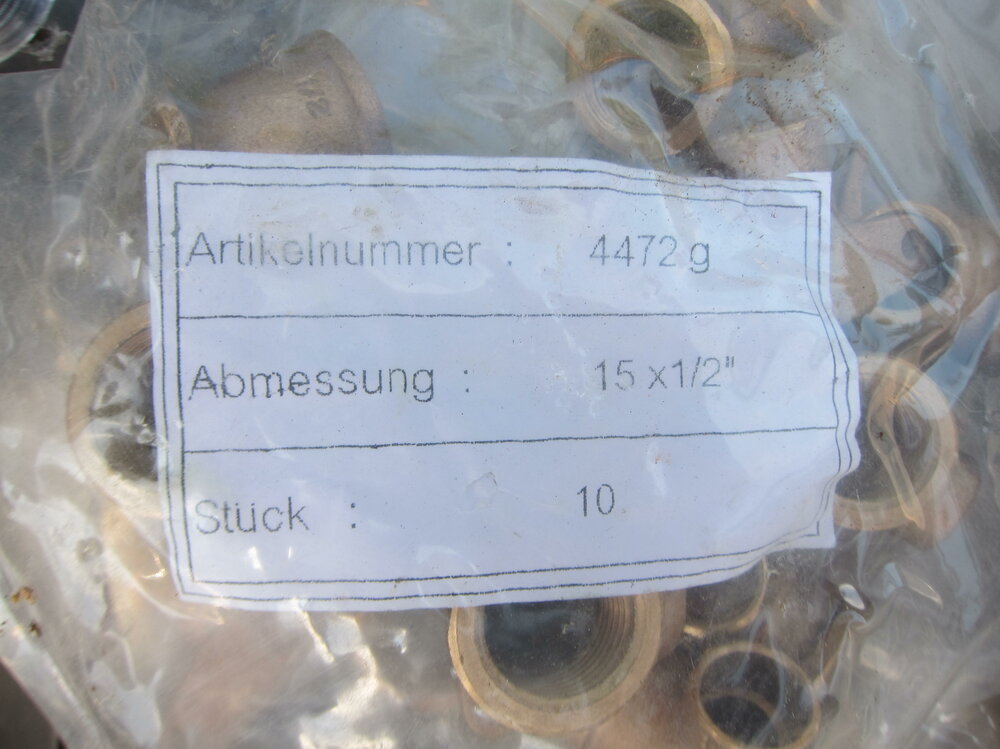 Artikelnummer : 4472 g
Abmessung : 15 x1/2"
Stück : 10